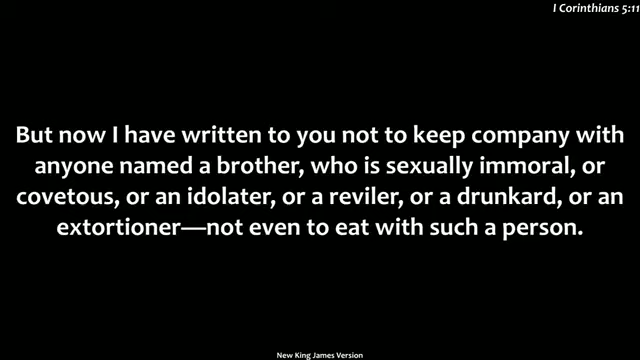 I Corinthians 5:11
But now I have written to you not to keep company with
anyone named a brother, who is sexually immoral, or
covetous, or an idolater, or a reviler, or a drunkard, or an
extortioner—not even to eat with such a person.
New King James Version